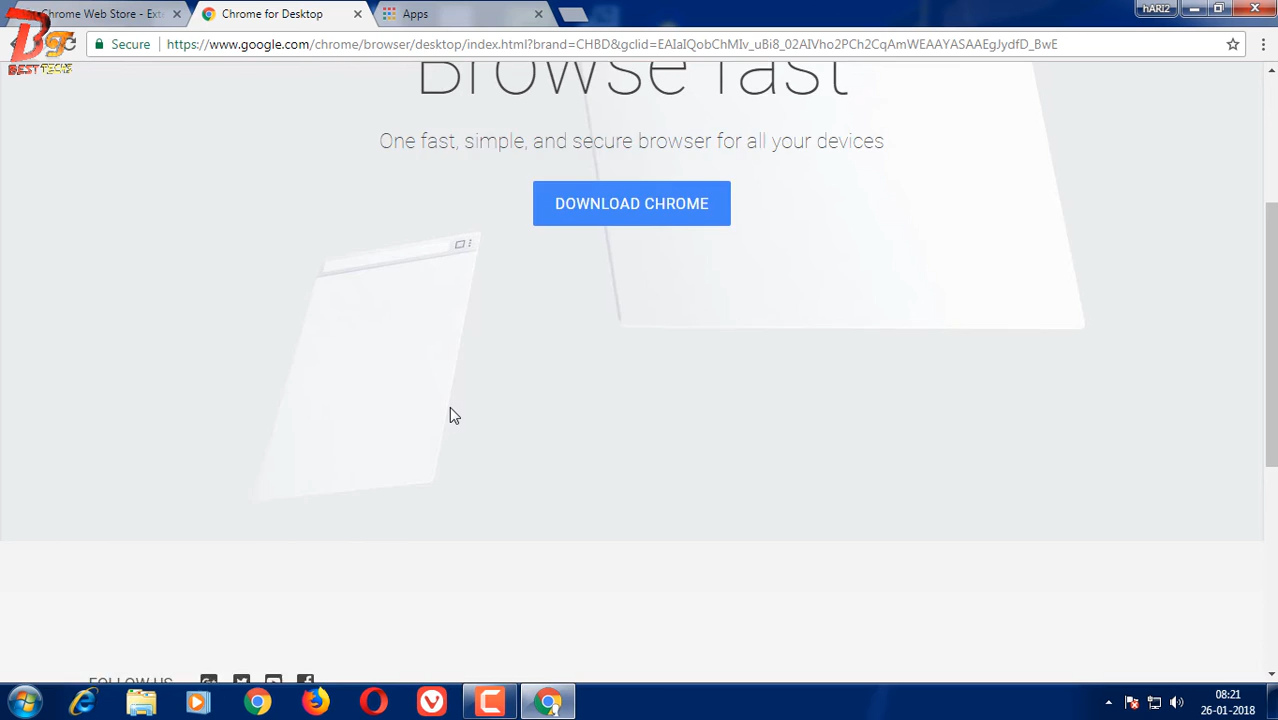 Chrome Web Store - Exte
Chrome for Desktop
Apps
hARI2
BEST TECHS
Secure
https://www.google.com/chrome/browser/desktop/index.html?brand=CHBD&gclid=EAIaIQobChMIv_uBi8_02AIVho2PCh2CqAmWEAAYASAAEgJydfD_BwE
Browse fast
One fast, simple, and secure browser for all your devices
DOWNLOAD CHROME
FOLLOW US
08:21
26-01-2018